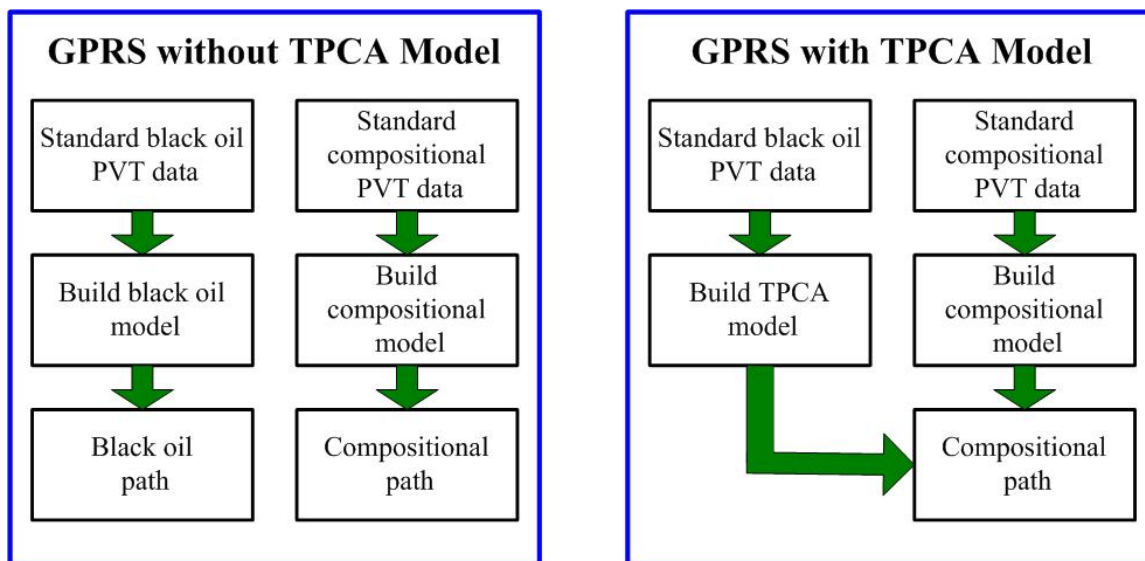 GPRS without TPCA Model
Standard black oil
PVT data
Build black oil
model
Black oil
path
Standard
compositional
PVT data
Build
compositional
model
Compositional
path
GPRS with TPCA Model
Standard black oil
PVT data
Build TPCA
model
Standard
compositional
PVT data
Build
compositional
model
Compositional
path